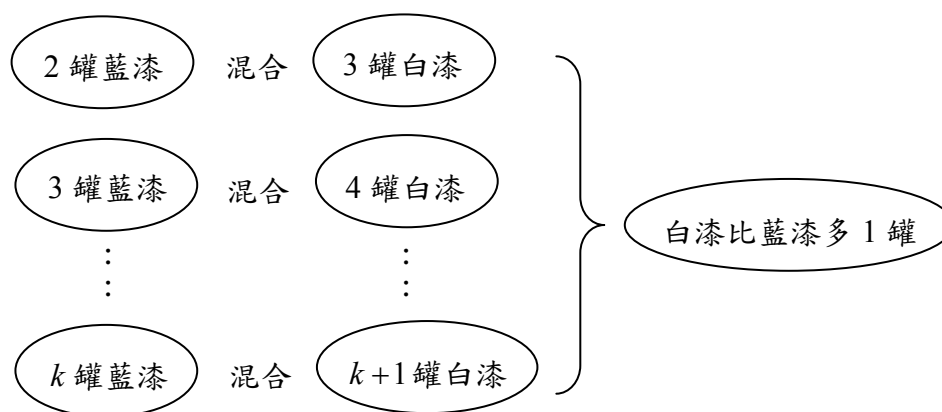 2 罐藍漆 混合 3 罐白漆
3 罐藍漆 混合 4 罐白漆
白漆比藍漆多 1 罐
⋮ ⋮
⋮ ⋮
k 罐藍漆 混合 k+1 罐白漆